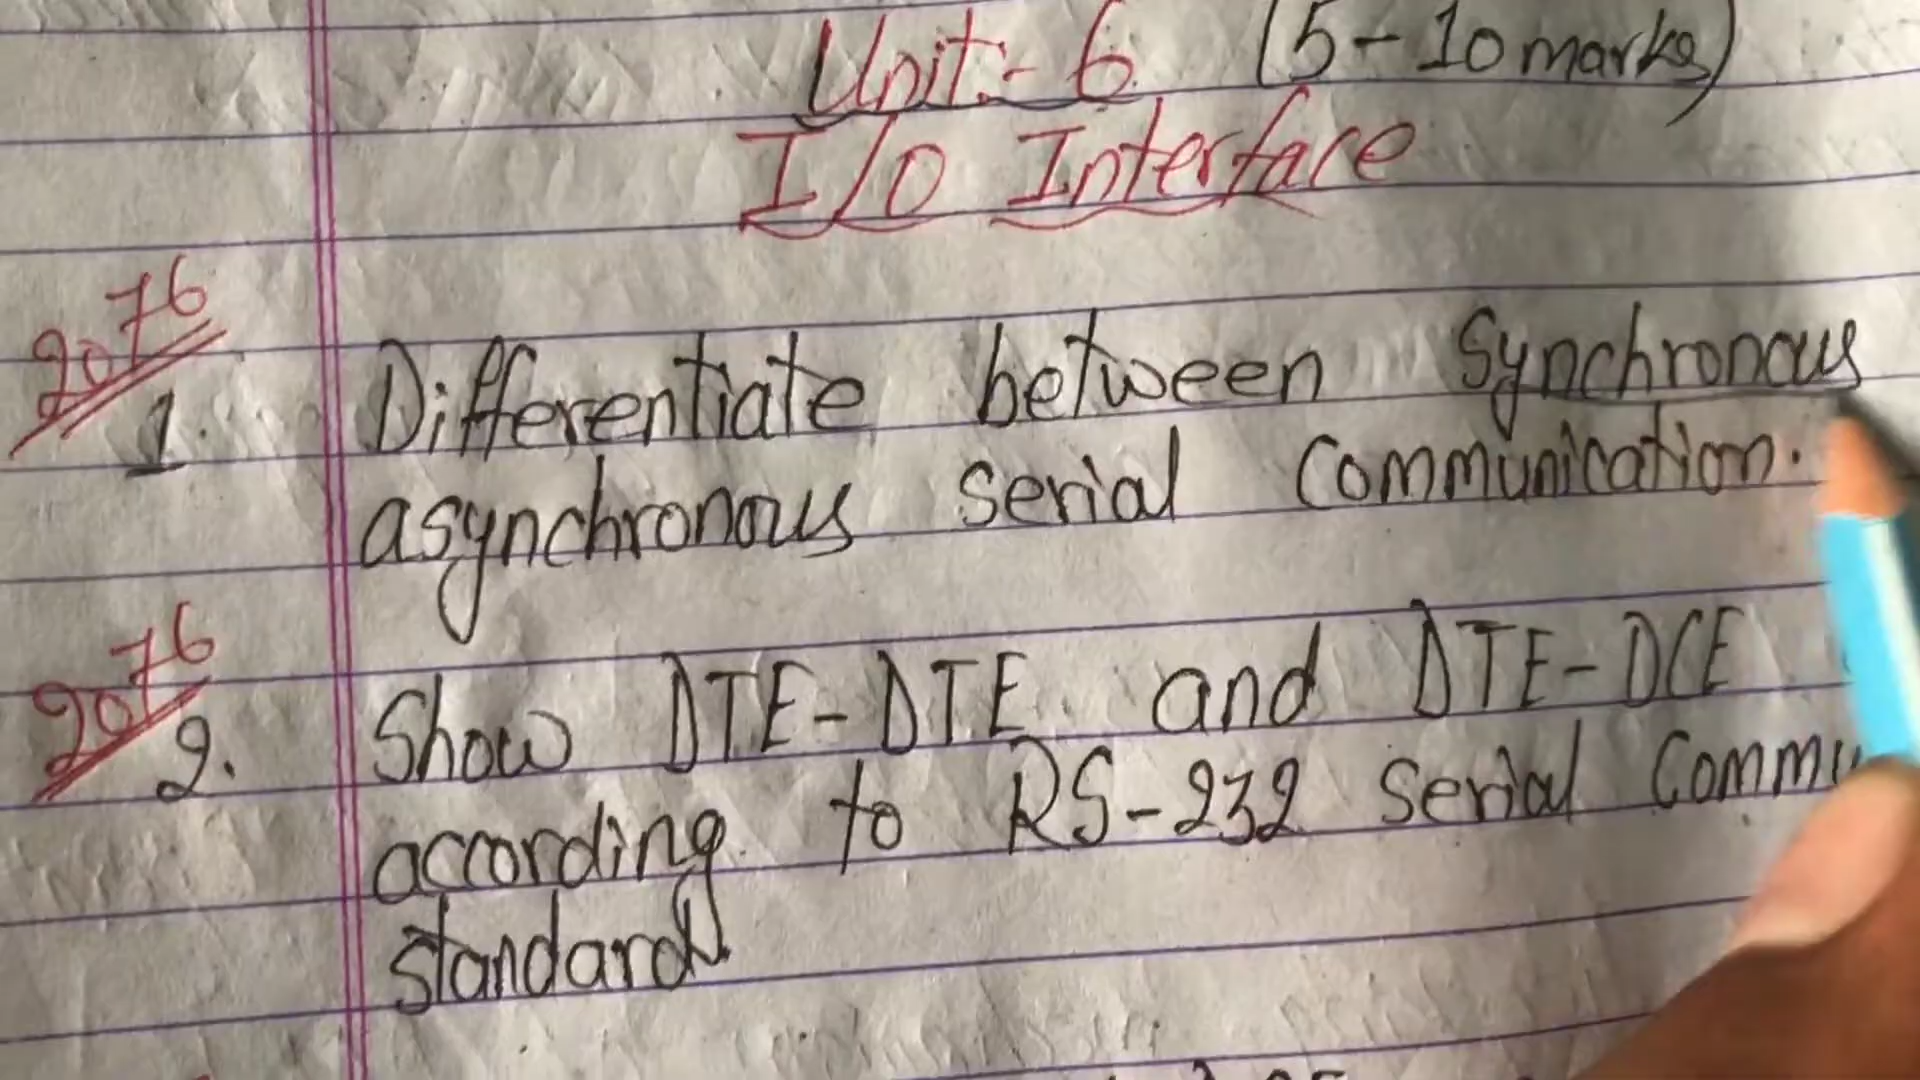 Unit:- 6 (5-10 marks)
I/O Interface
2076
1. Differentiate between synchronous
asynchronous serial communication.
2076
2. Show DTE-DTE and DTE-DCE
according to RS-232 serial Commu
standard